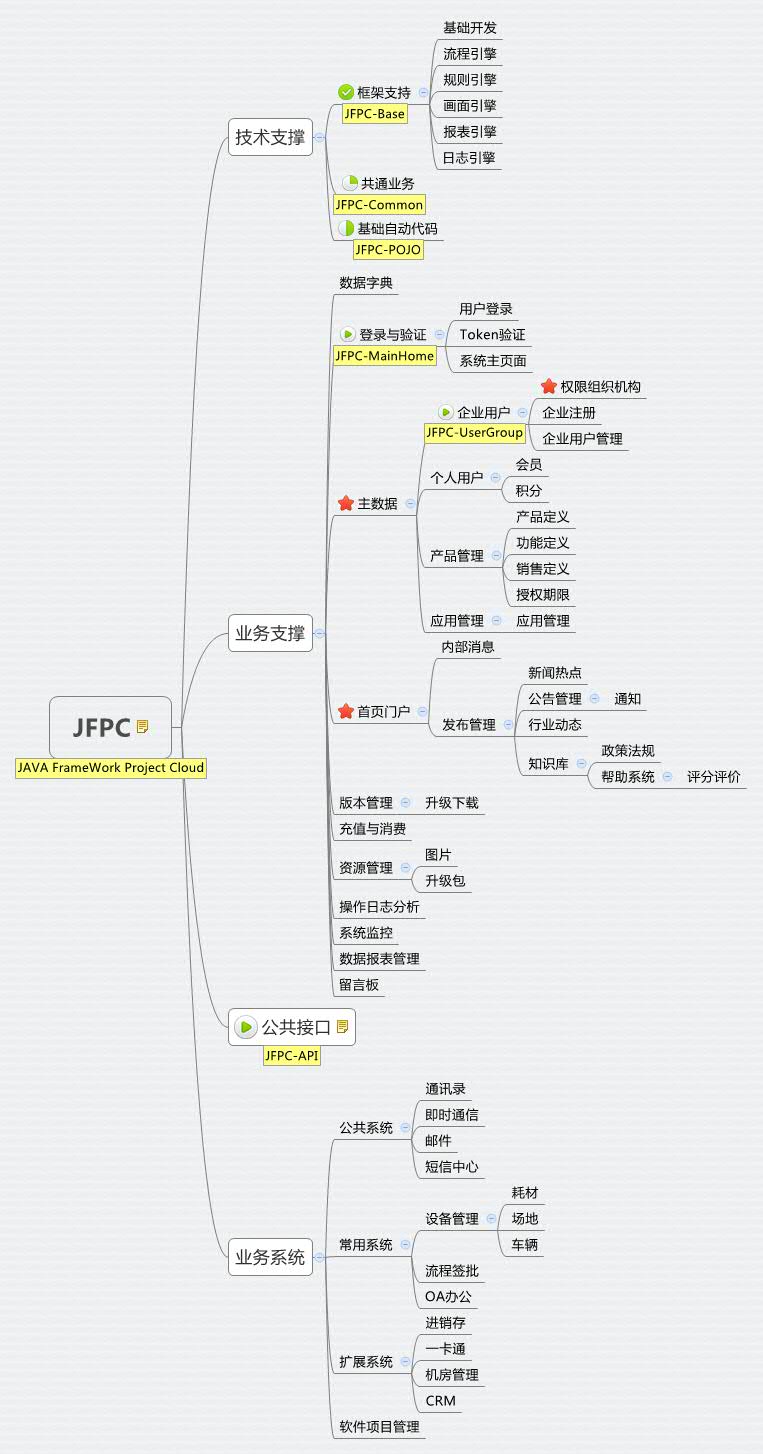 JFPC
JAVA FrameWork Project Cloud
技术支撑
框架支持
JFPC-Base
基础开发
流程引擎
规则引擎
画面引擎
报表引擎
日志引擎
共通业务
JFPC-Common
基础自动代码
JFPC-POJO
业务支撑
数据字典
登录与验证
JFPC-MainHome
用户登录
Token验证
系统主页面
主数据
企业用户
JFPC-UserGroup
权限组织机构
企业注册
企业用户管理
个人用户
会员
积分
产品管理
产品定义
功能定义
销售定义
授权期限
应用管理
应用管理
首页门户
内部消息
发布管理
新闻热点
公告管理
通知
行业动态
知识库
政策法规
帮助系统
评分评价
版本管理
升级下载
充值与消费
资源管理
图片
升级包
操作日志分析
系统监控
数据报表管理
留言板
公共接口
JFPC-API
业务系统
公共系统
通讯录
即时通信
邮件
短信中心
常用系统
设备管理
耗材
场地
车辆
流程签批
OA办公
扩展系统
进销存
一卡通
机房管理
CRM
软件项目管理